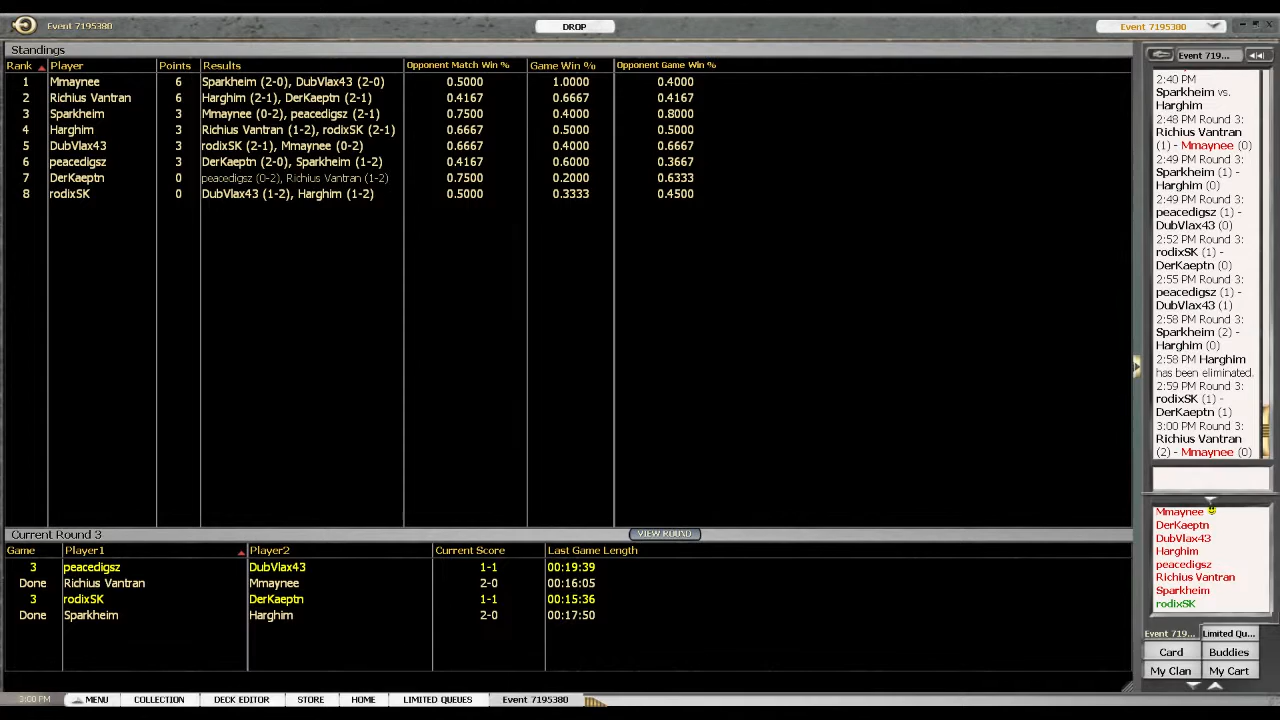 Event 7195380 DROP Event 7195380
Standings
Rank Player Points Results Opponent Match Win % Game Win % Opponent Game Win %
1 Mmaynee 6 Sparkheim (2-0), DubVlax43 (2-0) 0.5000 1.0000 0.4000
2 Richius Vantran 6 Harghim (2-1), DerKaeptn (2-1) 0.4167 0.6667 0.4167
3 Sparkheim 3 Mmaynee (0-2), peacedigsz (2-1) 0.7500 0.4000 0.8000
4 Harghim 3 Richius Vantran (1-2), rodixSK (2-1) 0.6667 0.5000 0.5000
5 DubVlax43 3 rodixSK (2-1), Mmaynee (0-2) 0.6667 0.4000 0.6667
6 peacedigsz 3 DerKaeptn (2-0), Sparkheim (1-2) 0.4167 0.6000 0.3667
7 DerKaeptn 0 peacedigsz (0-2), Richius Vantran (1-2) 0.7500 0.2000 0.6333
8 rodixSK 0 DubVlax43 (1-2), Harghim (1-2) 0.5000 0.3333 0.4500
Current Round 3 VIEW ROUND
Game Player1 Player2 Current Score Last Game Length
3 peacedigsz DubVlax43 1-1 00:19:39
Done Richius Vantran Mmaynee 2-0 00:16:05
3 rodixSK DerKaeptn 1-1 00:15:36
Done Sparkheim Harghim 2-0 00:17:50
Event 719...
2:40 PM
Sparkheim vs.
Harghim
2:48 PM Round 3:
Richius Vantran
(1) - Mmaynee (0)
2:49 PM Round 3:
Sparkheim (1) -
Harghim (0)
2:49 PM Round 3:
peacedigsz (1) -
DubVlax43 (0)
2:52 PM Round 3:
rodixSK (1) -
DerKaeptn (0)
2:55 PM Round 3:
peacedigsz (1) -
DubVlax43 (1)
2:58 PM Round 3:
Sparkheim (2) -
Harghim (0)
2:58 PM Harghim
has been eliminated.
2:59 PM Round 3:
rodixSK (1) -
DerKaeptn (1)
3:00 PM Round 3:
Richius Vantran
(2) - Mmaynee (0)
Mmaynee
DerKaeptn
DubVlax43
Harghim
peacedigsz
Richius Vantran
Sparkheim
rodixSK
Event 719... Limited Qu...
Card Buddies
My Clan My Cart
3:00 PM MENU COLLECTION DECK EDITOR STORE HOME LIMITED QUEUES Event 7195380